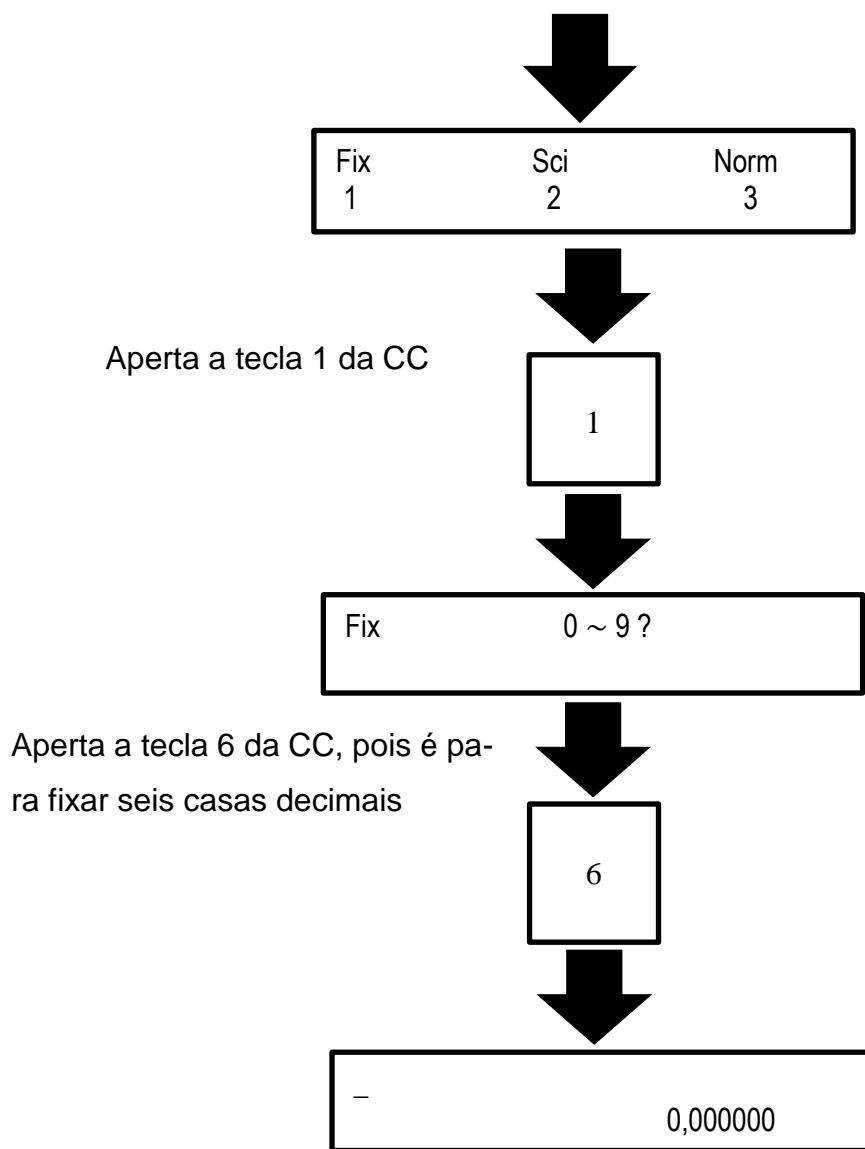 Fix Sci Norm
1 2 3
Aperta a tecla 1 da CC
1
Fix 0 ~ 9 ?
Aperta a tecla 6 da CC, pois é pa-
ra fixar seis casas decimais
6
_
0,000000